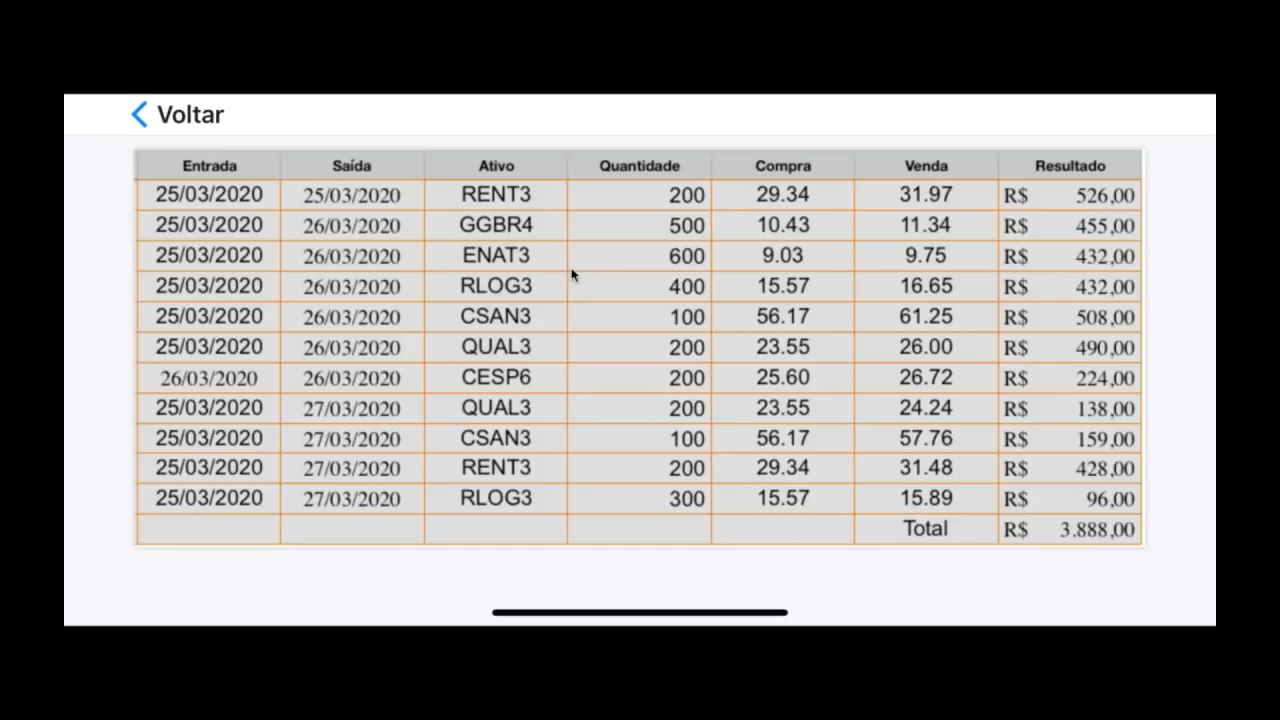 Voltar
Entrada Saída Ativo Quantidade Compra Venda Resultado
25/03/2020 25/03/2020 RENT3 200 29.34 31.97 R$ 526,00
25/03/2020 26/03/2020 GGBR4 500 10.43 11.34 R$ 455,00
25/03/2020 26/03/2020 ENAT3 600 9.03 9.75 R$ 432,00
25/03/2020 26/03/2020 RLOG3 400 15.57 16.65 R$ 432,00
25/03/2020 26/03/2020 CSAN3 100 56.17 61.25 R$ 508,00
25/03/2020 26/03/2020 QUAL3 200 23.55 26.00 R$ 490,00
26/03/2020 26/03/2020 CESP6 200 25.60 26.72 R$ 224,00
25/03/2020 27/03/2020 QUAL3 200 23.55 24.24 R$ 138,00
25/03/2020 27/03/2020 CSAN3 100 56.17 57.76 R$ 159,00
25/03/2020 27/03/2020 RENT3 200 29.34 31.48 R$ 428,00
25/03/2020 27/03/2020 RLOG3 300 15.57 15.89 R$ 96,00
Total R$ 3.888,00